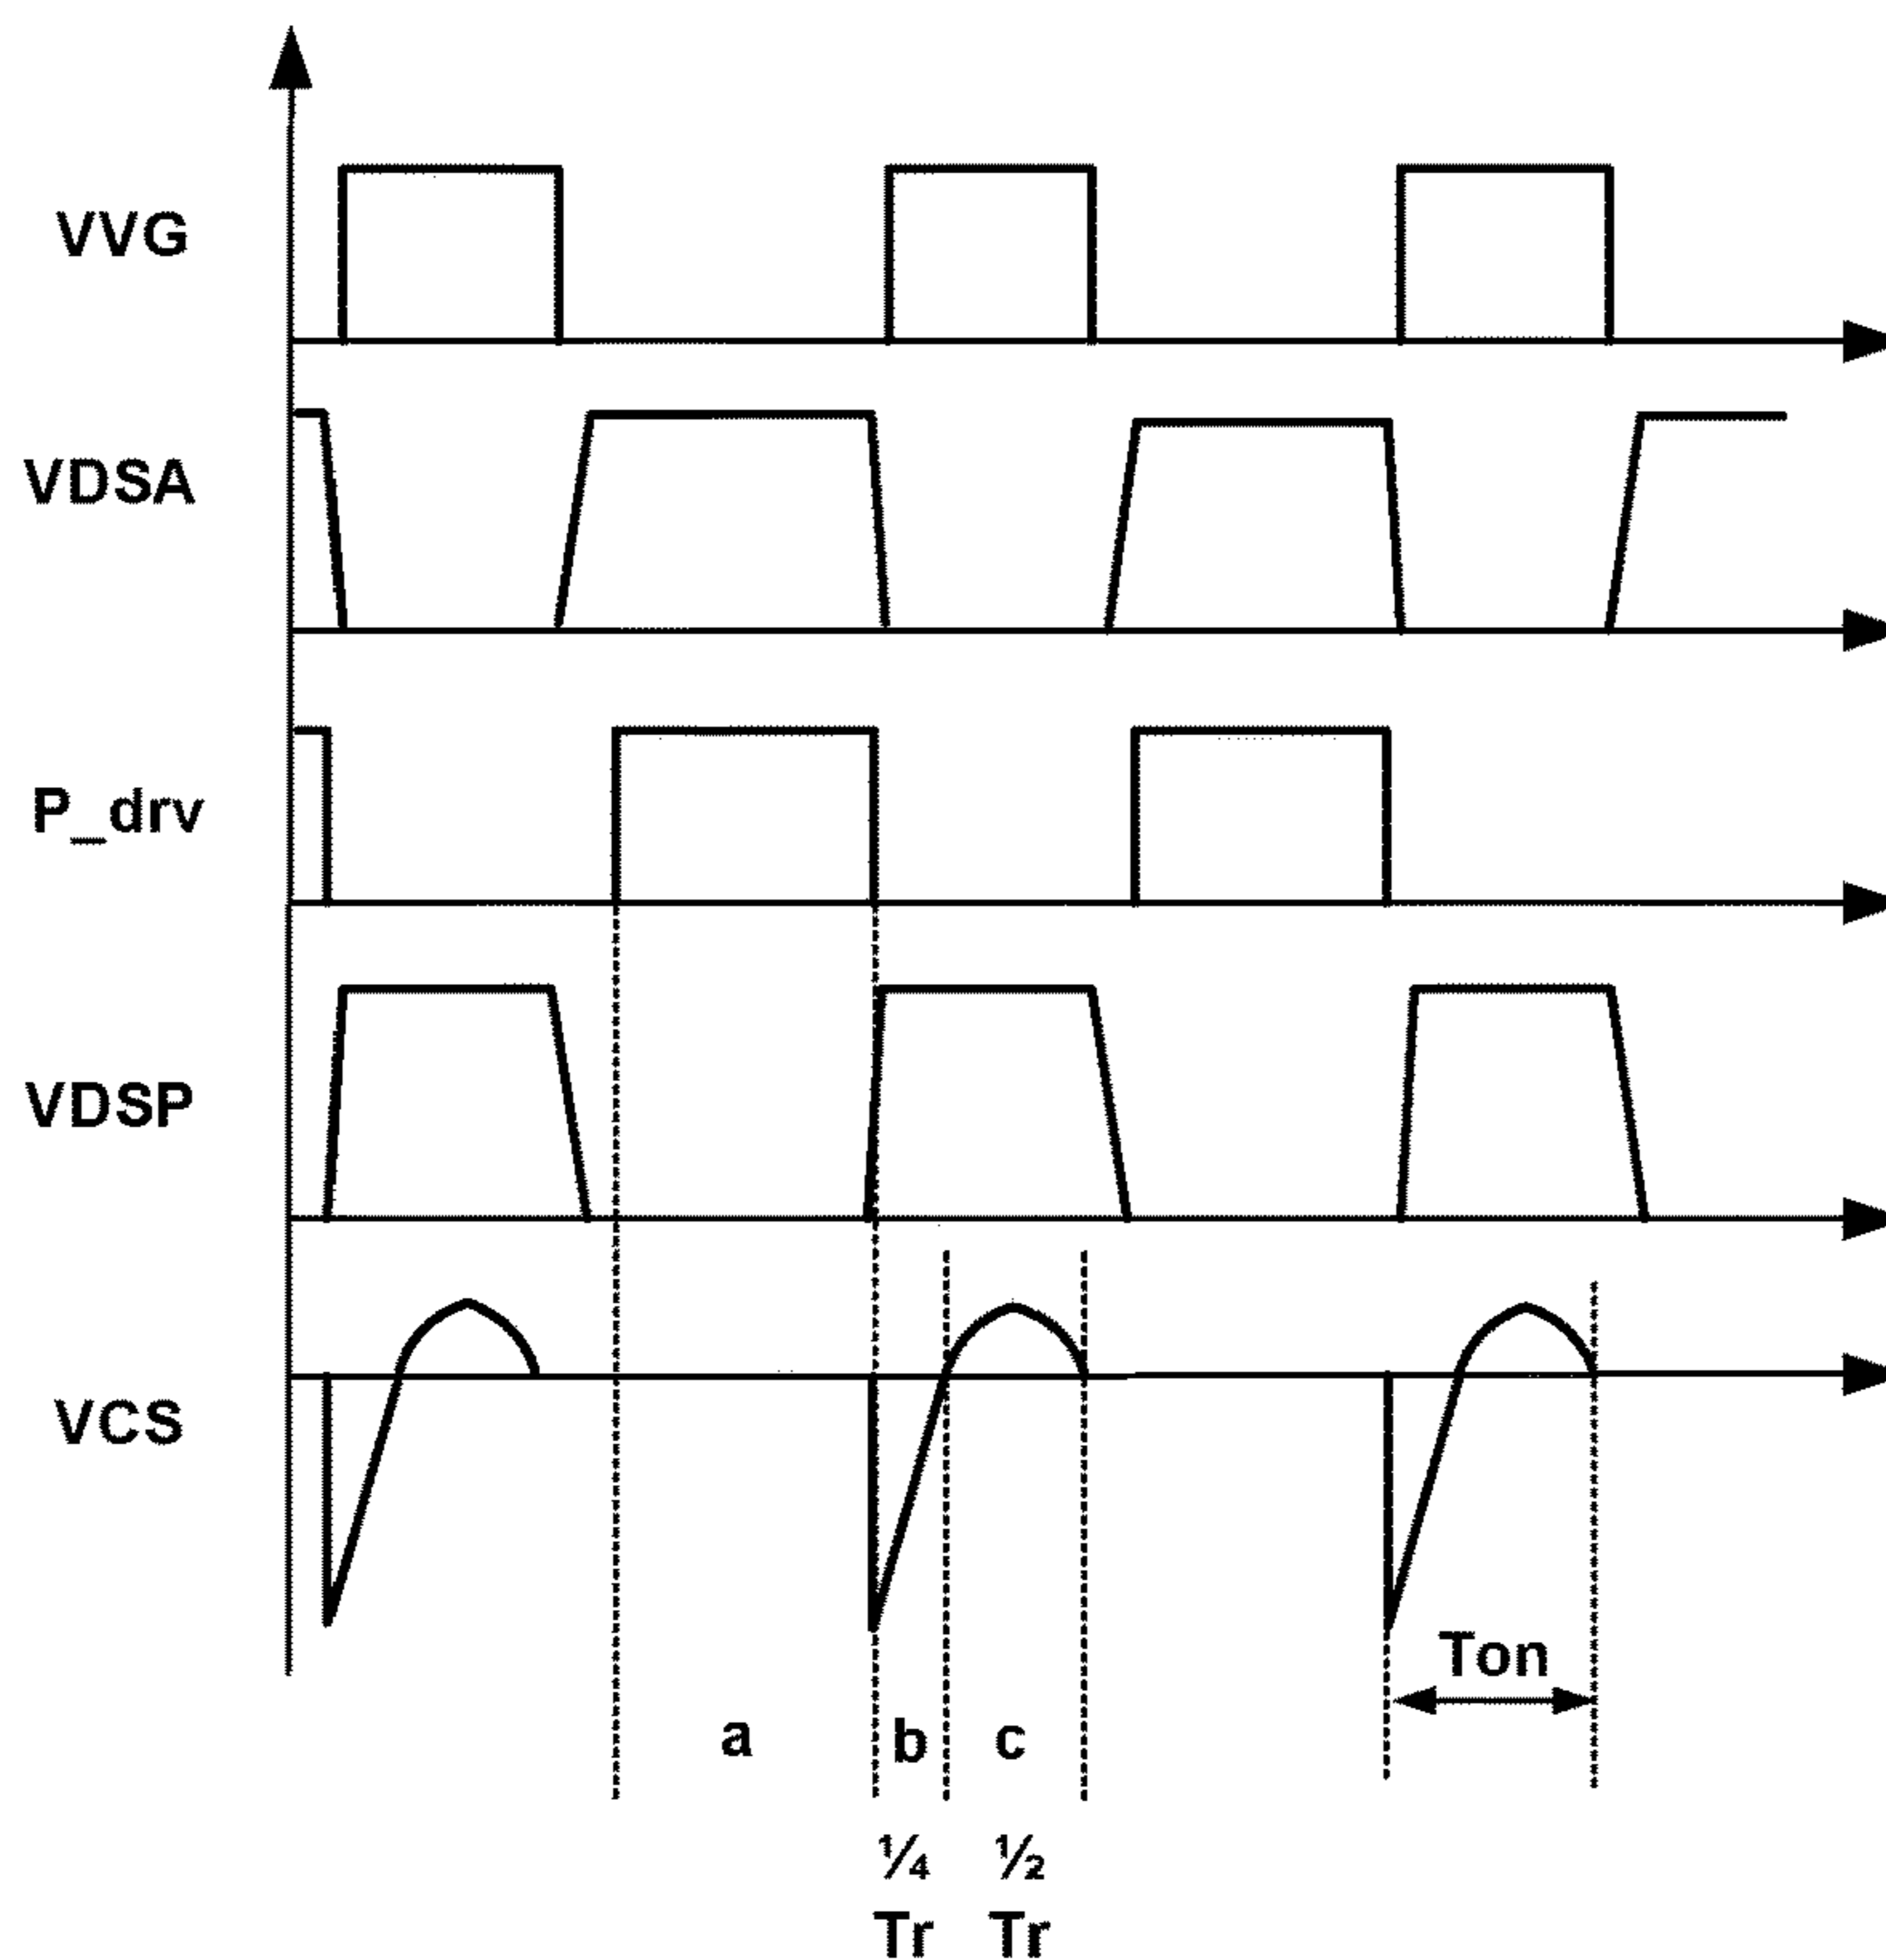 VVG
VDSA
P_drv
VDSP
VCS
Ton
a b c
¼ ½
Tr Tr